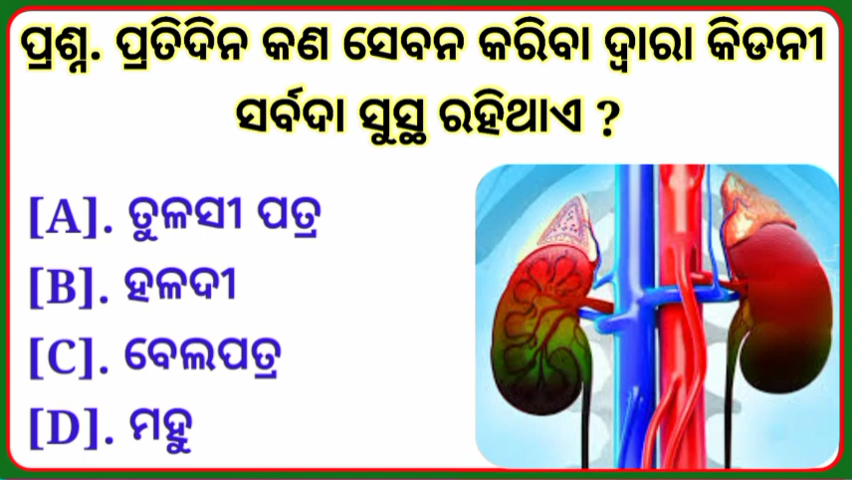 ପ୍ରଶ୍ନ. ପ୍ରତିଦିନ କଣ ସେବନ କରିବା ଦ୍ୱାରା କିଡନୀ
ସର୍ବଦା ସୁସ୍ଥ ରହିଥାଏ ?
[A]. ତୁଳସୀ ପତ୍ର
[B]. ହଳଦୀ
[C]. ବେଲପତ୍ର
[D]. ମହୁ